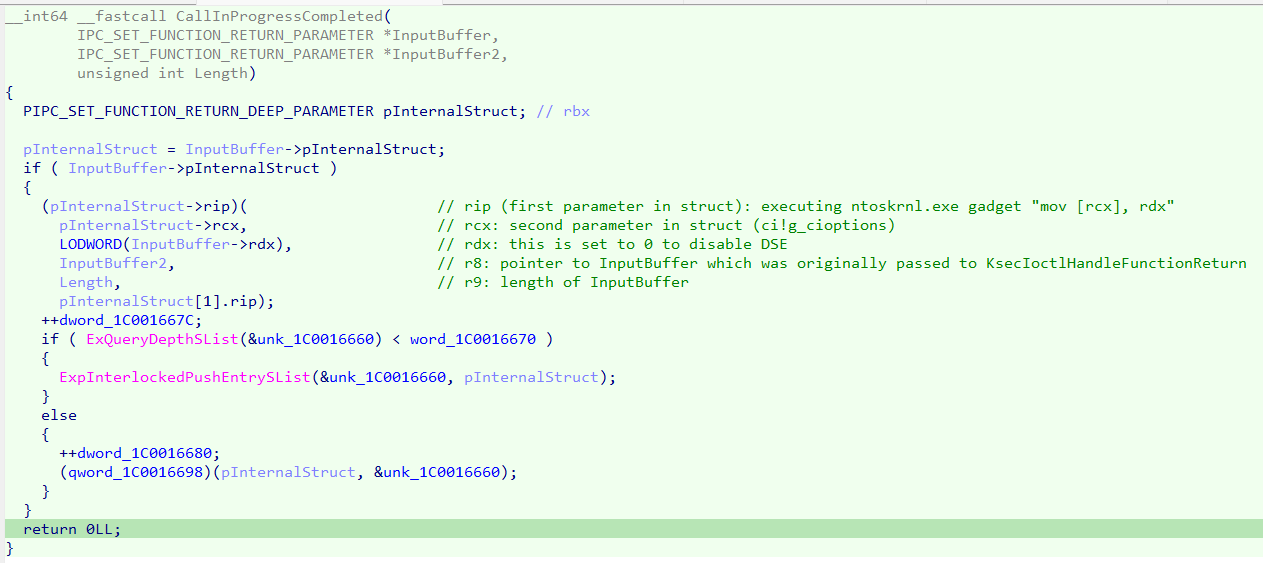 __int64 __fastcall CallInProgressCompleted(
        IPC_SET_FUNCTION_RETURN_PARAMETER *InputBuffer,
        IPC_SET_FUNCTION_RETURN_PARAMETER *InputBuffer2,
        unsigned int Length)
{
  PIPC_SET_FUNCTION_RETURN_DEEP_PARAMETER pInternalStruct; // rbx

  pInternalStruct = InputBuffer->pInternalStruct;
  if ( InputBuffer->pInternalStruct )
  {
    (pInternalStruct->rip)(                     // rip (first parameter in struct): executing ntoskrnl.exe gadget "mov [rcx], rdx"
      pInternalStruct->rcx,                     // rcx: second parameter in struct (ci!g_cioptions)
      LODWORD(InputBuffer->rdx),                // rdx: this is set to 0 to disable DSE
      InputBuffer2,                             // r8: pointer to InputBuffer which was originally passed to KsecIoctlHandleFunctionReturn
      Length,                                   // r9: length of InputBuffer
      pInternalStruct[1].rip);
    ++dword_1C001667C;
    if ( ExQueryDepthSList(&unk_1C0016660) < word_1C0016670 )
    {
      ExpInterlockedPushEntrySList(&unk_1C0016660, pInternalStruct);
    }
    else
    {
      ++dword_1C0016680;
      (qword_1C0016698)(pInternalStruct, &unk_1C0016660);
    }
  }
  return 0LL;
}